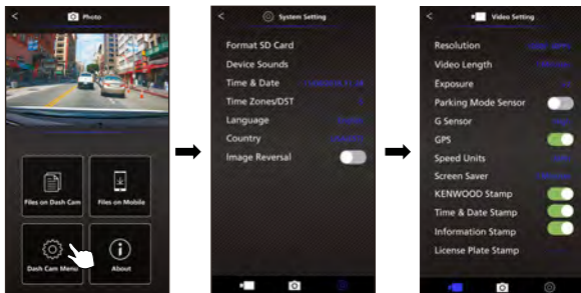 Photo
Files on Dash Cam
Files on Mobile
Dash Cam Menu
About
System Setting
Format SD Card
Device Sounds
Time & Date
Time Zones/DST
Language
Country
Image Reversal
Video Setting
Resolution
Video Length
Exposure
Parking Mode Sensor
G Sensor
GPS
Speed Units
Screen Saver
KENWOOD Stamp
Time & Date Stamp
Information Stamp
License Plate Stamp